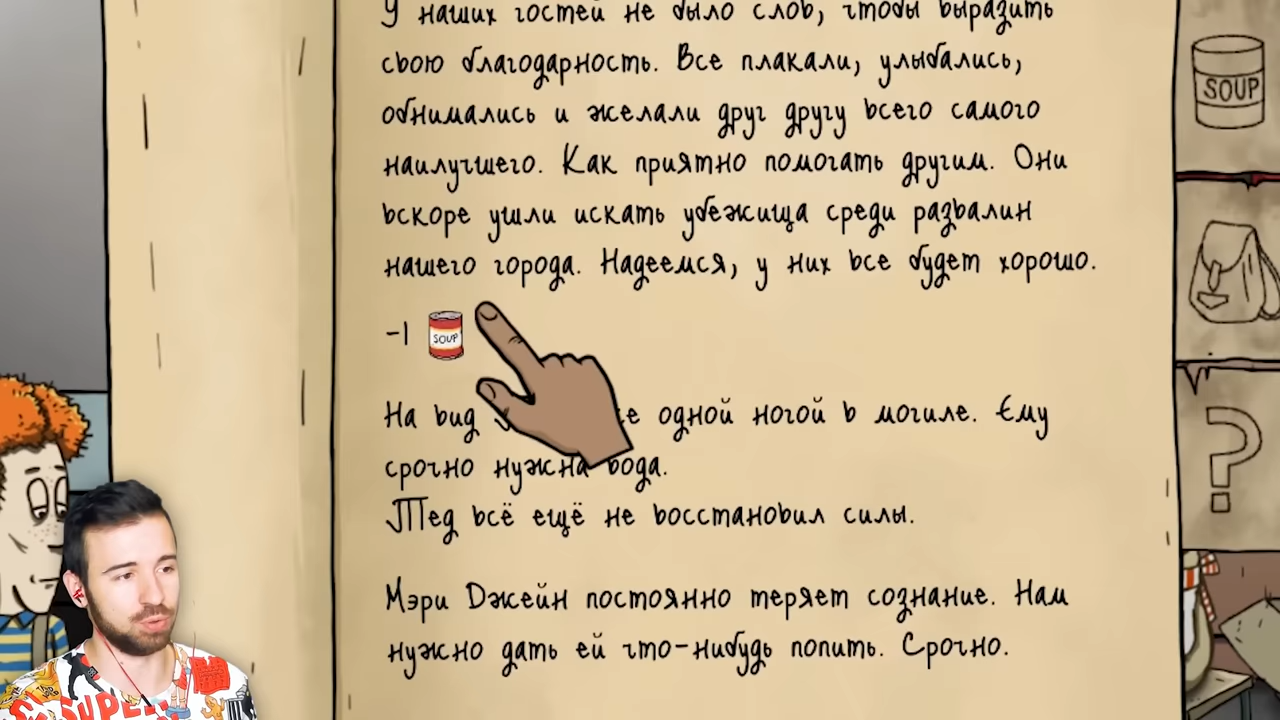 У наших гостей не было слов, чтобы выразить
свою благодарность. Все плакали, улыбались,
обнимались и желали друг другу всего самого
наилучшего. Как приятно помогать другим. Они
вскоре ушли искать убежища среди развалин
нашего города. Надеемся, у них все будет хорошо.
-1 SOUP
На вид одной ногой в могиле. Ему
срочно нужна вода.
Тед всё ещё не восстановил силы.
Мэри Джейн постоянно теряет сознание. Нам
нужно дать ей что-нибудь попить. Срочно.
SOUP
?
SUPER